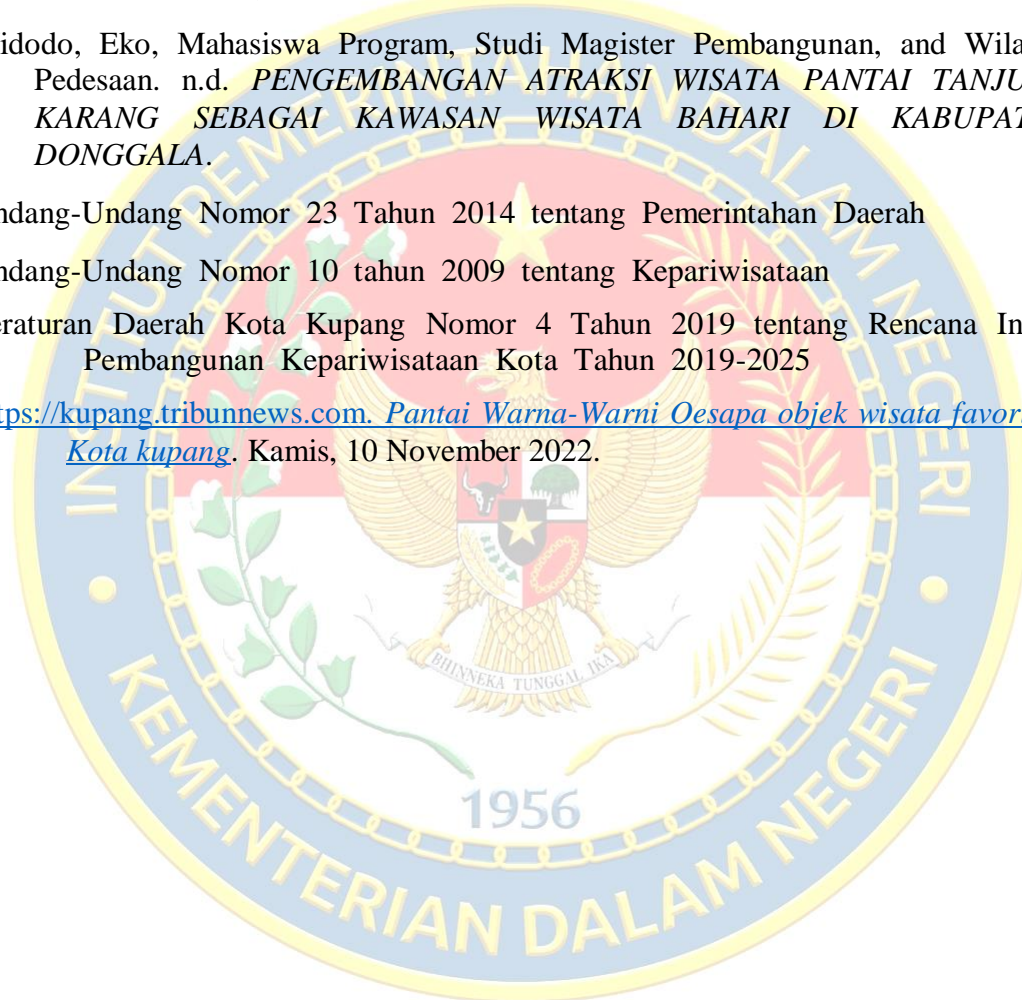 idodo, Eko, Mahasiswa Program, Studi Magister Pembangunan, and Wila
Pedesaan. n.d. PENGEMBANGAN ATRAKSI WISATA PANTAI TANJU
KARANG SEBAGAI KAWASAN WISATA BAHARI DI KABUPAT
DONGGALA.
ndang-Undang Nomor 23 Tahun 2014 tentang Pemerintahan Daerah
ndang-Undang Nomor 10 tahun 2009 tentang Kepariwisataan
eraturan Daerah Kota Kupang Nomor 4 Tahun 2019 tentang Rencana In
Pembangunan Kepariwisataan Kota Tahun 2019-2025
tps://kupang.tribunnews.com. Pantai Warna-Warni Oesapa objek wisata favor
Kota kupang. Kamis, 10 November 2022.
INSTITUT PEMERINTAHAN DALAM NEGERI
BHINNEKA TUNGGAL IKA
1956
KEMENTERIAN DALAM NEGERI